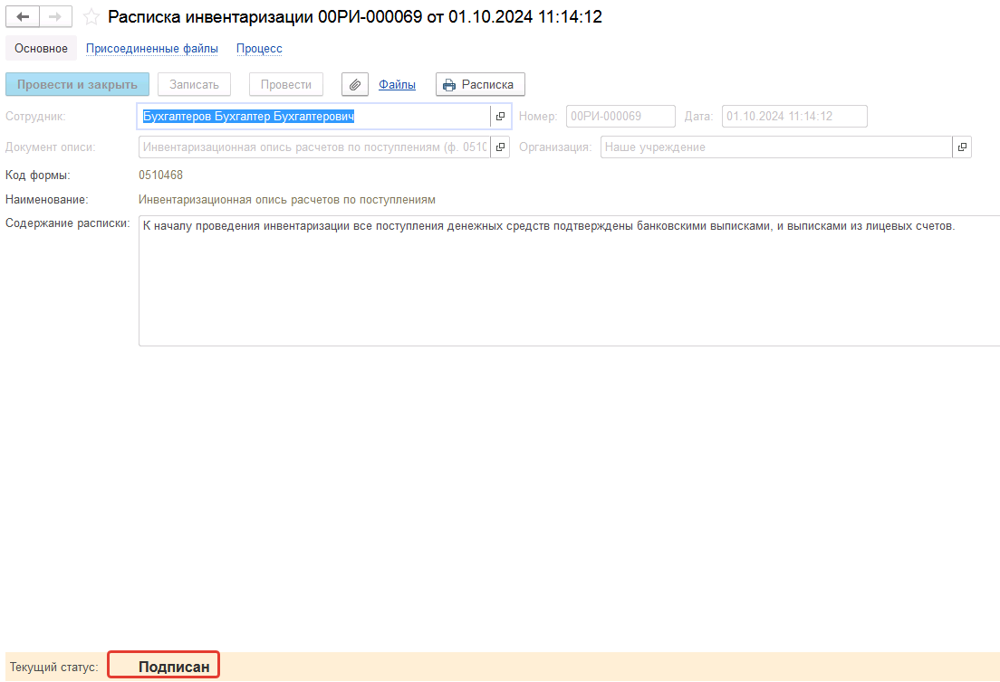 Расписка инвентаризации 00РИ-000069 от 01.10.2024 11:14:12
Основное Присоединенные файлы Процесс
Провести и закрыть Записать Провести Файлы Расписка
Сотрудник: Бухгалтеров Бухгалтер Бухгалтерович Номер: 00РИ-000069 Дата: 01.10.2024 11:14:12
Документ описи: Инвентаризационная опись расчетов по поступлениям (ф. 0510 Организация: Наше учреждение
Код формы: 0510468
Наименование: Инвентаризационная опись расчетов по поступлениям
Содержание расписки: К началу проведения инвентаризации все поступления денежных средств подтверждены банковскими выписками, и выписками из лицевых счетов.
Текущий статус: Подписан